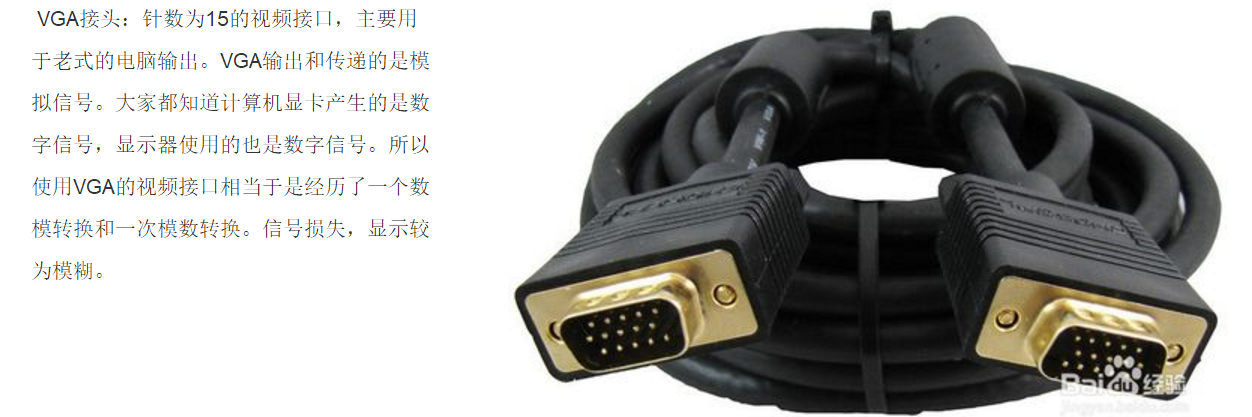 VGA接头：针数为15的视频接口，主要用
于老式的电脑输出。VGA输出和传递的是模
拟信号。大家都知道计算机显卡产生的是数
字信号，显示器使用的也是数字信号。所以
使用VGA的视频接口相当于是经历了一个数
模转换和一次模数转换。信号损失，显示较
为模糊。
Baidu经验
jingyan.baidu.com